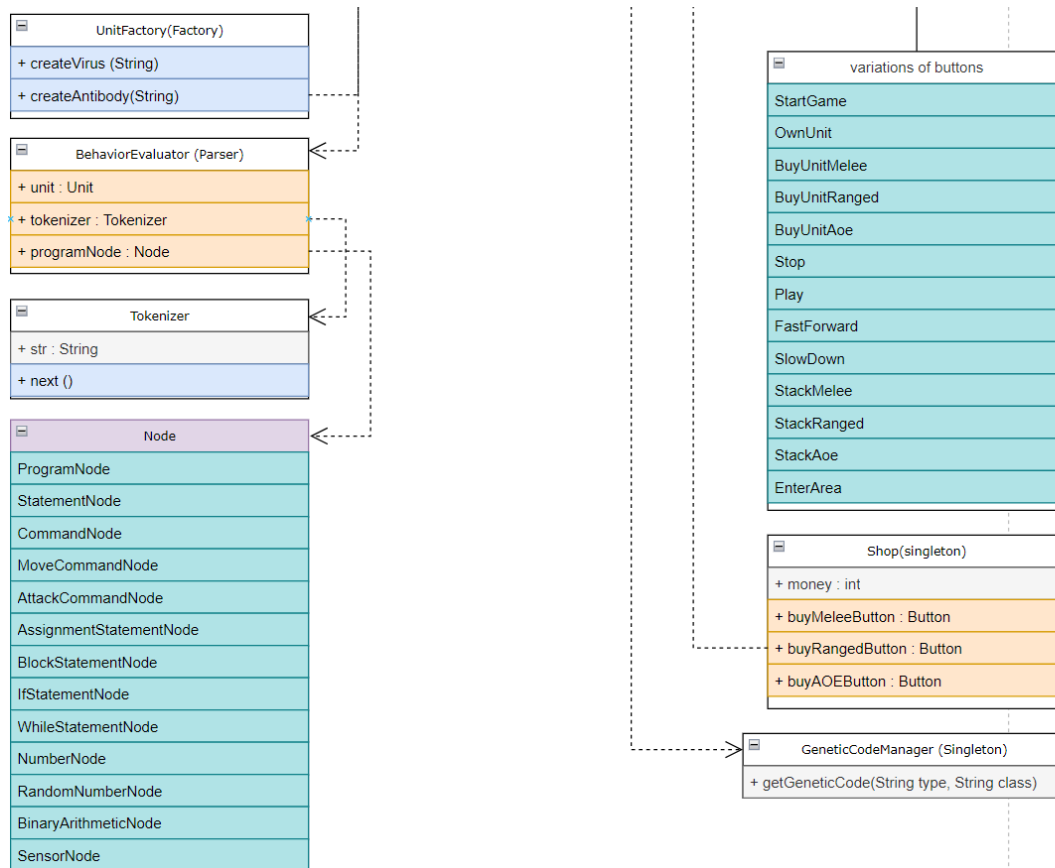 UnitFactory(Factory)
+ createVirus (String)
+ createAntibody(String)
BehaviorEvaluator (Parser)
+ unit : Unit
+ tokenizer : Tokenizer
+ programNode : Node
Tokenizer
+ str : String
+ next ()
Node
ProgramNode
StatementNode
CommandNode
MoveCommandNode
AttackCommandNode
AssignmentStatementNode
BlockStatementNode
IfStatementNode
WhileStatementNode
NumberNode
RandomNumberNode
BinaryArithmeticNode
SensorNode
variations of buttons
StartGame
OwnUnit
BuyUnitMelee
BuyUnitRanged
BuyUnitAoe
Stop
Play
FastForward
SlowDown
StackMelee
StackRanged
StackAoe
EnterArea
Shop(singleton)
+ money : int
+ buyMeleeButton : Button
+ buyRangedButton : Button
+ buyAOEButton : Button
GeneticCodeManager (Singleton)
+ getGeneticCode(String type, String class)